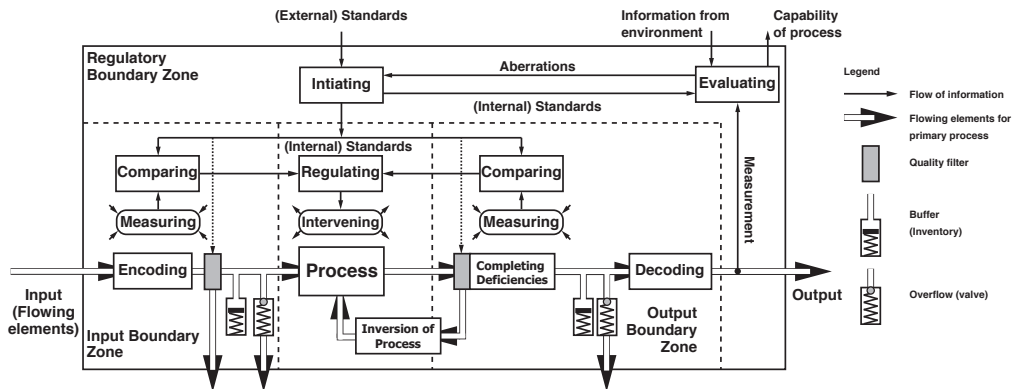 (External) Standards
Information from
environment
Capability
of process
Regulatory
Boundary Zone
Intiating
Aberrations
Evaluating
(Internal) Standards
Legend
Flow of information
Flowing elements for
primary process
Quality filter
Buffer
(Inventory)
Overflow (valve)
(Internal) Standards
Comparing
Regulating
Comparing
Measuring
Intervening
Measuring
Measurement
Encoding
Process
Completing
Deficiencies
Decoding
Input
(Flowing
elements)
Output
Inversion of
Process
Input Boundary
Zone
Output
Boundary
Zone